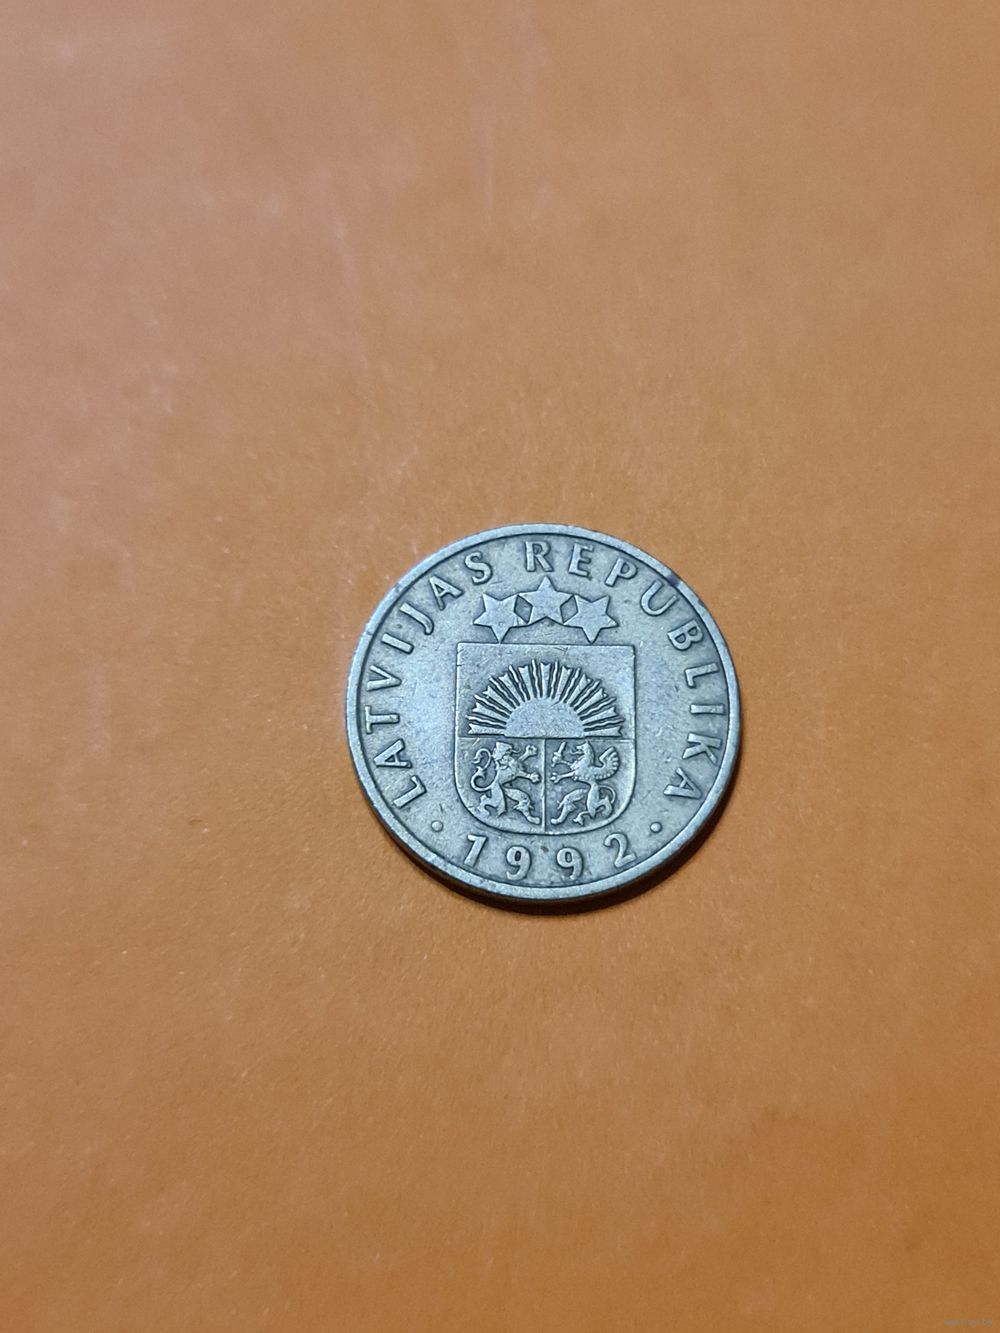 LATVIJAS REPUBLIKA
· 1992 ·